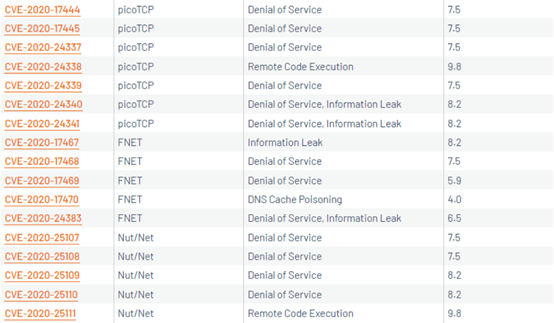 CVE-2020-17444 picoTCP Denial of Service 7.5
CVE-2020-17445 picoTCP Denial of Service 7.5
CVE-2020-24337 picoTCP Denial of Service 7.5
CVE-2020-24338 picoTCP Remote Code Execution 9.8
CVE-2020-24339 picoTCP Denial of Service 7.5
CVE-2020-24340 picoTCP Denial of Service, Information Leak 8.2
CVE-2020-24341 picoTCP Denial of Service, Information Leak 8.2
CVE-2020-17467 FNET Information Leak 8.2
CVE-2020-17468 FNET Denial of Service 7.5
CVE-2020-17469 FNET Denial of Service 5.9
CVE-2020-17470 FNET DNS Cache Poisoning 4.0
CVE-2020-24383 FNET Denial of Service, Information Leak 6.5
CVE-2020-25107 Nut/Net Denial of Service 7.5
CVE-2020-25108 Nut/Net Denial of Service 7.5
CVE-2020-25109 Nut/Net Denial of Service 8.2
CVE-2020-25110 Nut/Net Denial of Service 8.2
CVE-2020-25111 Nut/Net Remote Code Execution 9.8